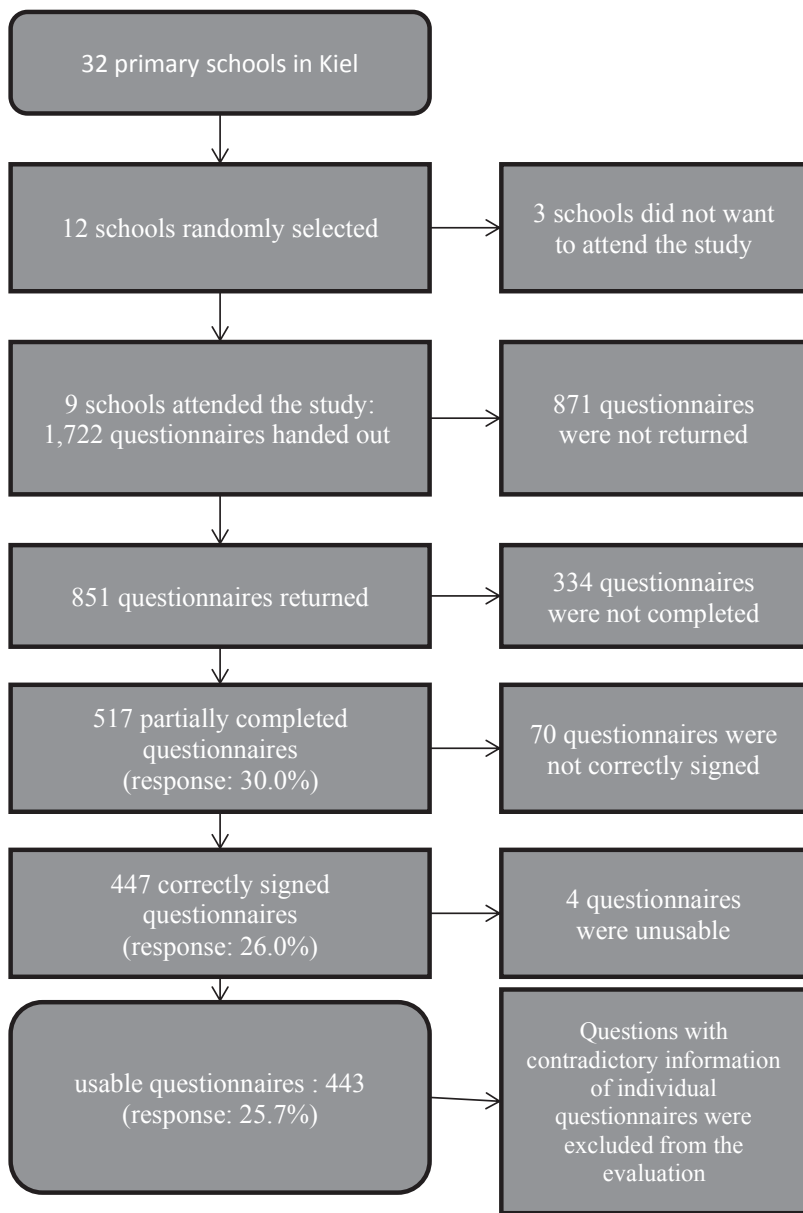 32 primary schools in Kiel
12 schools randomly selected
3 schools did not want
to attend the study
9 schools attended the study:
1,722 questionnaires handed out
871 questionnaires
were not returned
851 questionnaires returned
334 questionnaires
were not completed
517 partially completed
questionnaires
(response: 30.0%)
70 questionnaires were
not correctly signed
447 correctly signed
questionnaires
(response: 26.0%)
4 questionnaires
were unusable
usable questionnaires : 443
(response: 25.7%)
Questions with
contradictory information
of individual
questionnaires were
excluded from the
evaluation